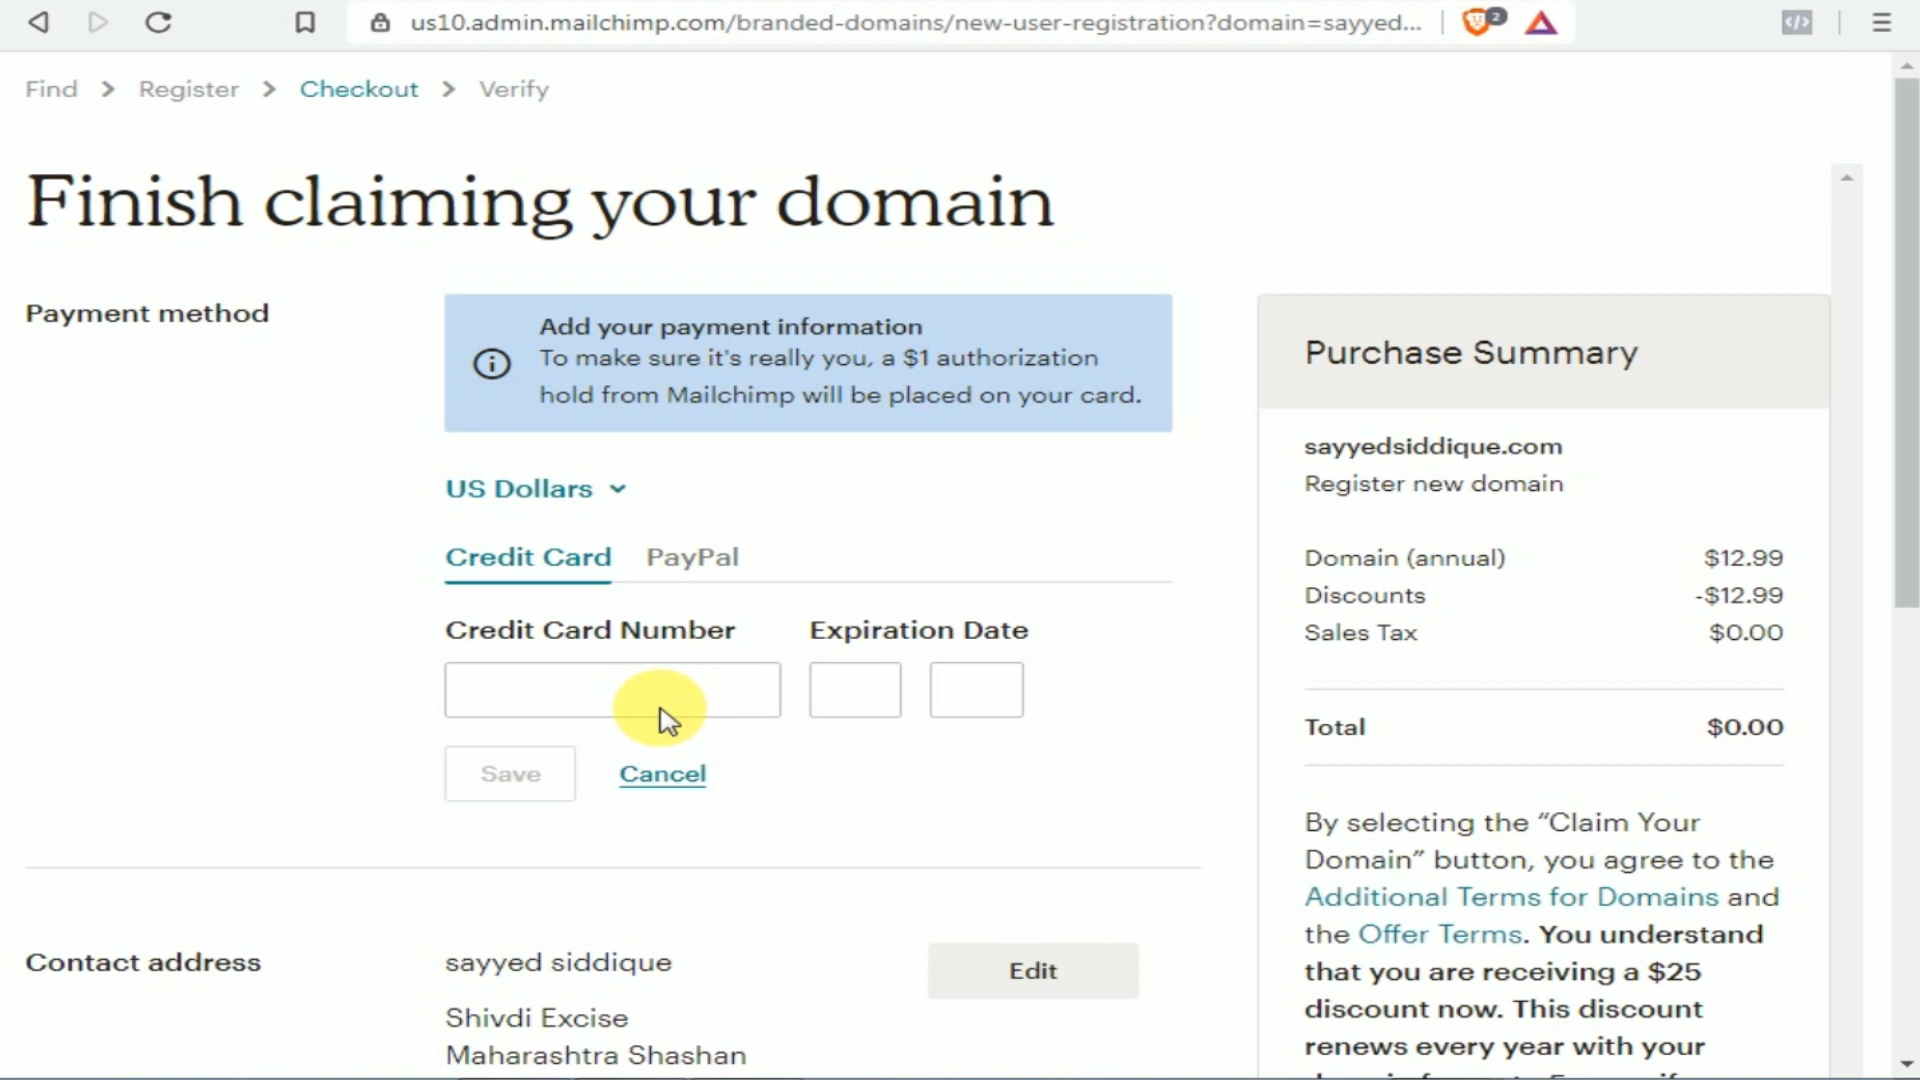 us10.admin.mailchimp.com/branded-domains/new-user-registration?domain=sayyed...
2
Find > Register > Checkout > Verify
Finish claiming your domain
Payment method
Add your payment information
To make sure it's really you, a $1 authorization
hold from Mailchimp will be placed on your card.
US Dollars
Credit Card PayPal
Credit Card Number Expiration Date
Save Cancel
Contact address
sayyed siddique
Edit
Shivdi Excise
Maharashtra Shashan
Purchase Summary
sayyedsiddique.com
Register new domain
Domain (annual) $12.99
Discounts -$12.99
Sales Tax $0.00
Total $0.00
By selecting the “Claim Your
Domain” button, you agree to the
Additional Terms for Domains and
the Offer Terms. You understand
that you are receiving a $25
discount now. This discount
renews every year with your